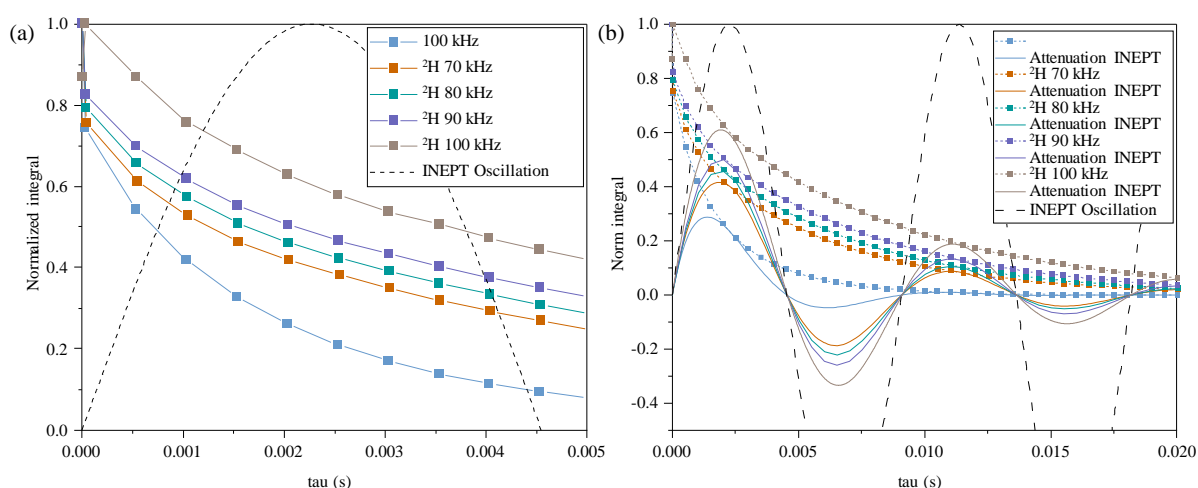 (a)
Normalized integral
1.0
0.8
0.6
0.4
0.2
0.0
0.000
0.001
0.002
0.003
0.004
0.005
tau (s)
100 kHz
²H 70 kHz
²H 80 kHz
²H 90 kHz
²H 100 kHz
INEPT Oscillation
(b)
Norm integral
1.0
0.8
0.6
0.4
0.2
0.0
-0.2
-0.4
0.000
0.005
0.010
0.015
0.020
tau (s)
Attenuation INEPT
²H 70 kHz
Attenuation INEPT
²H 80 kHz
Attenuation INEPT
²H 90 kHz
Attenuation INEPT
²H 100 kHz
Attenuation INEPT
INEPT Oscillation